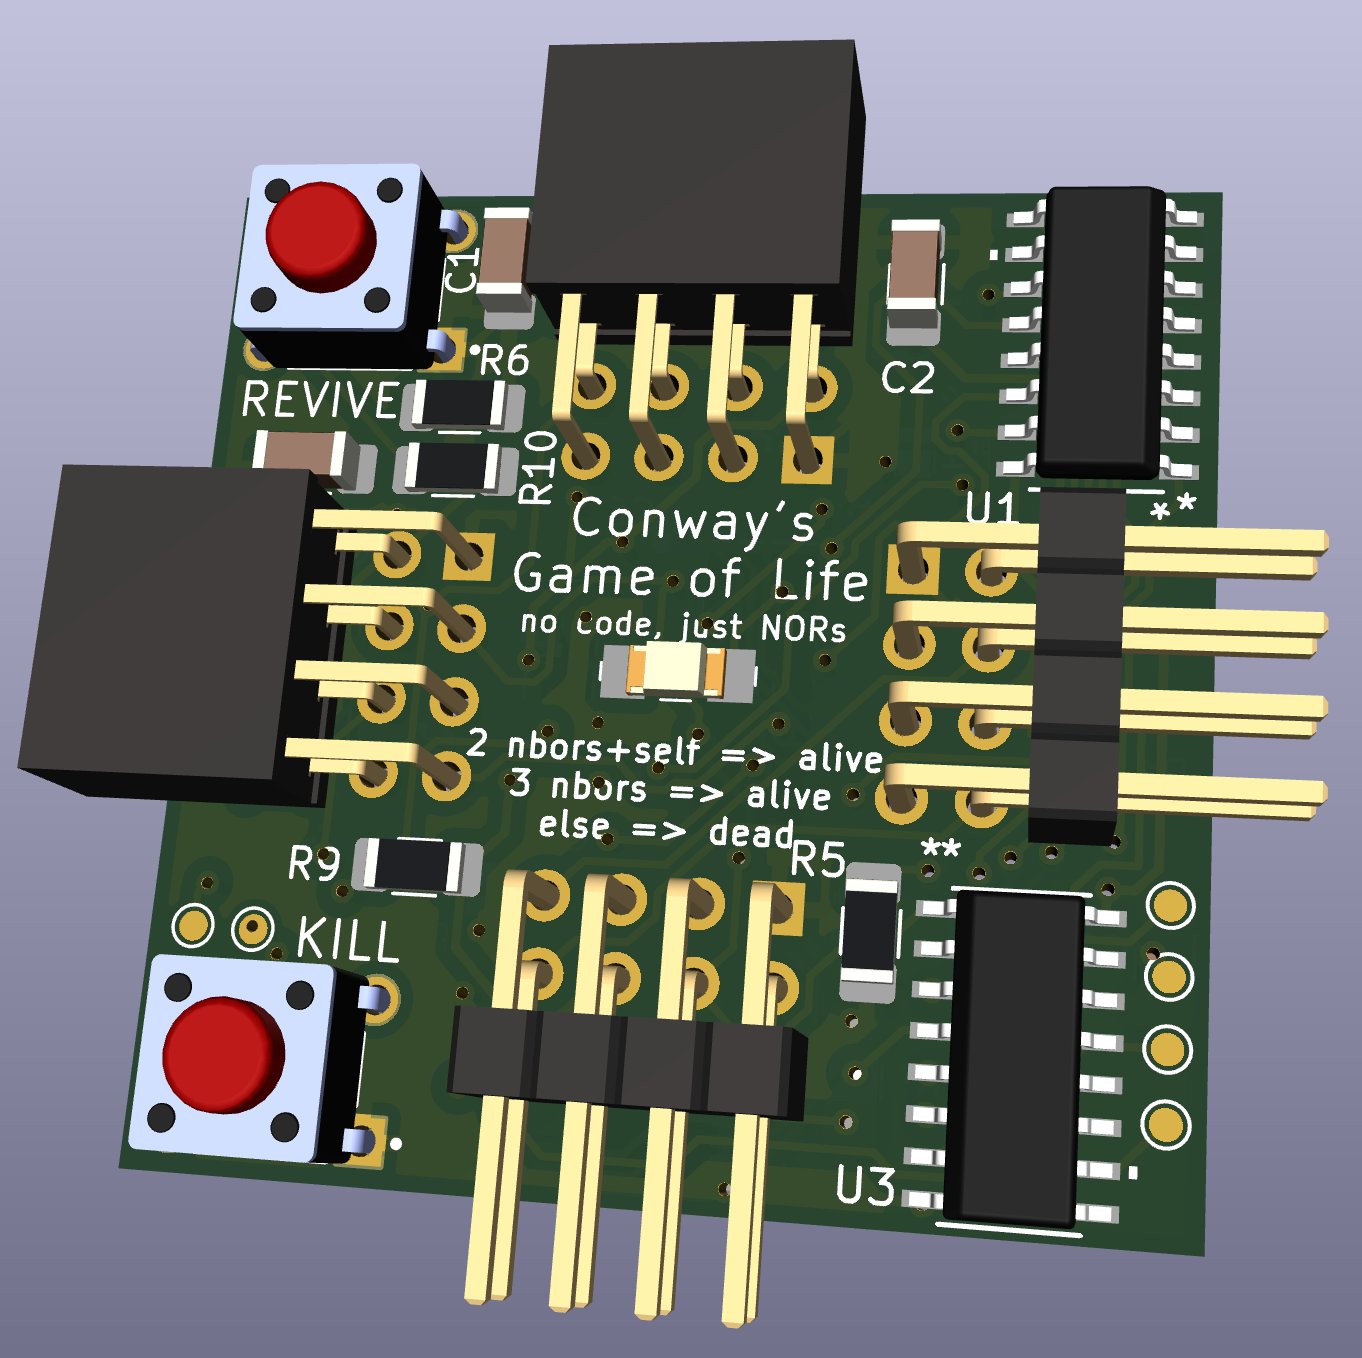 C1
R6
REVIVE
C2
R10
Conway's
Game of Life
no code, just NORs
U1
**
2 nbors+self => alive
3 nbors => alive
else => dead
R5
**
R9
KILL
U3